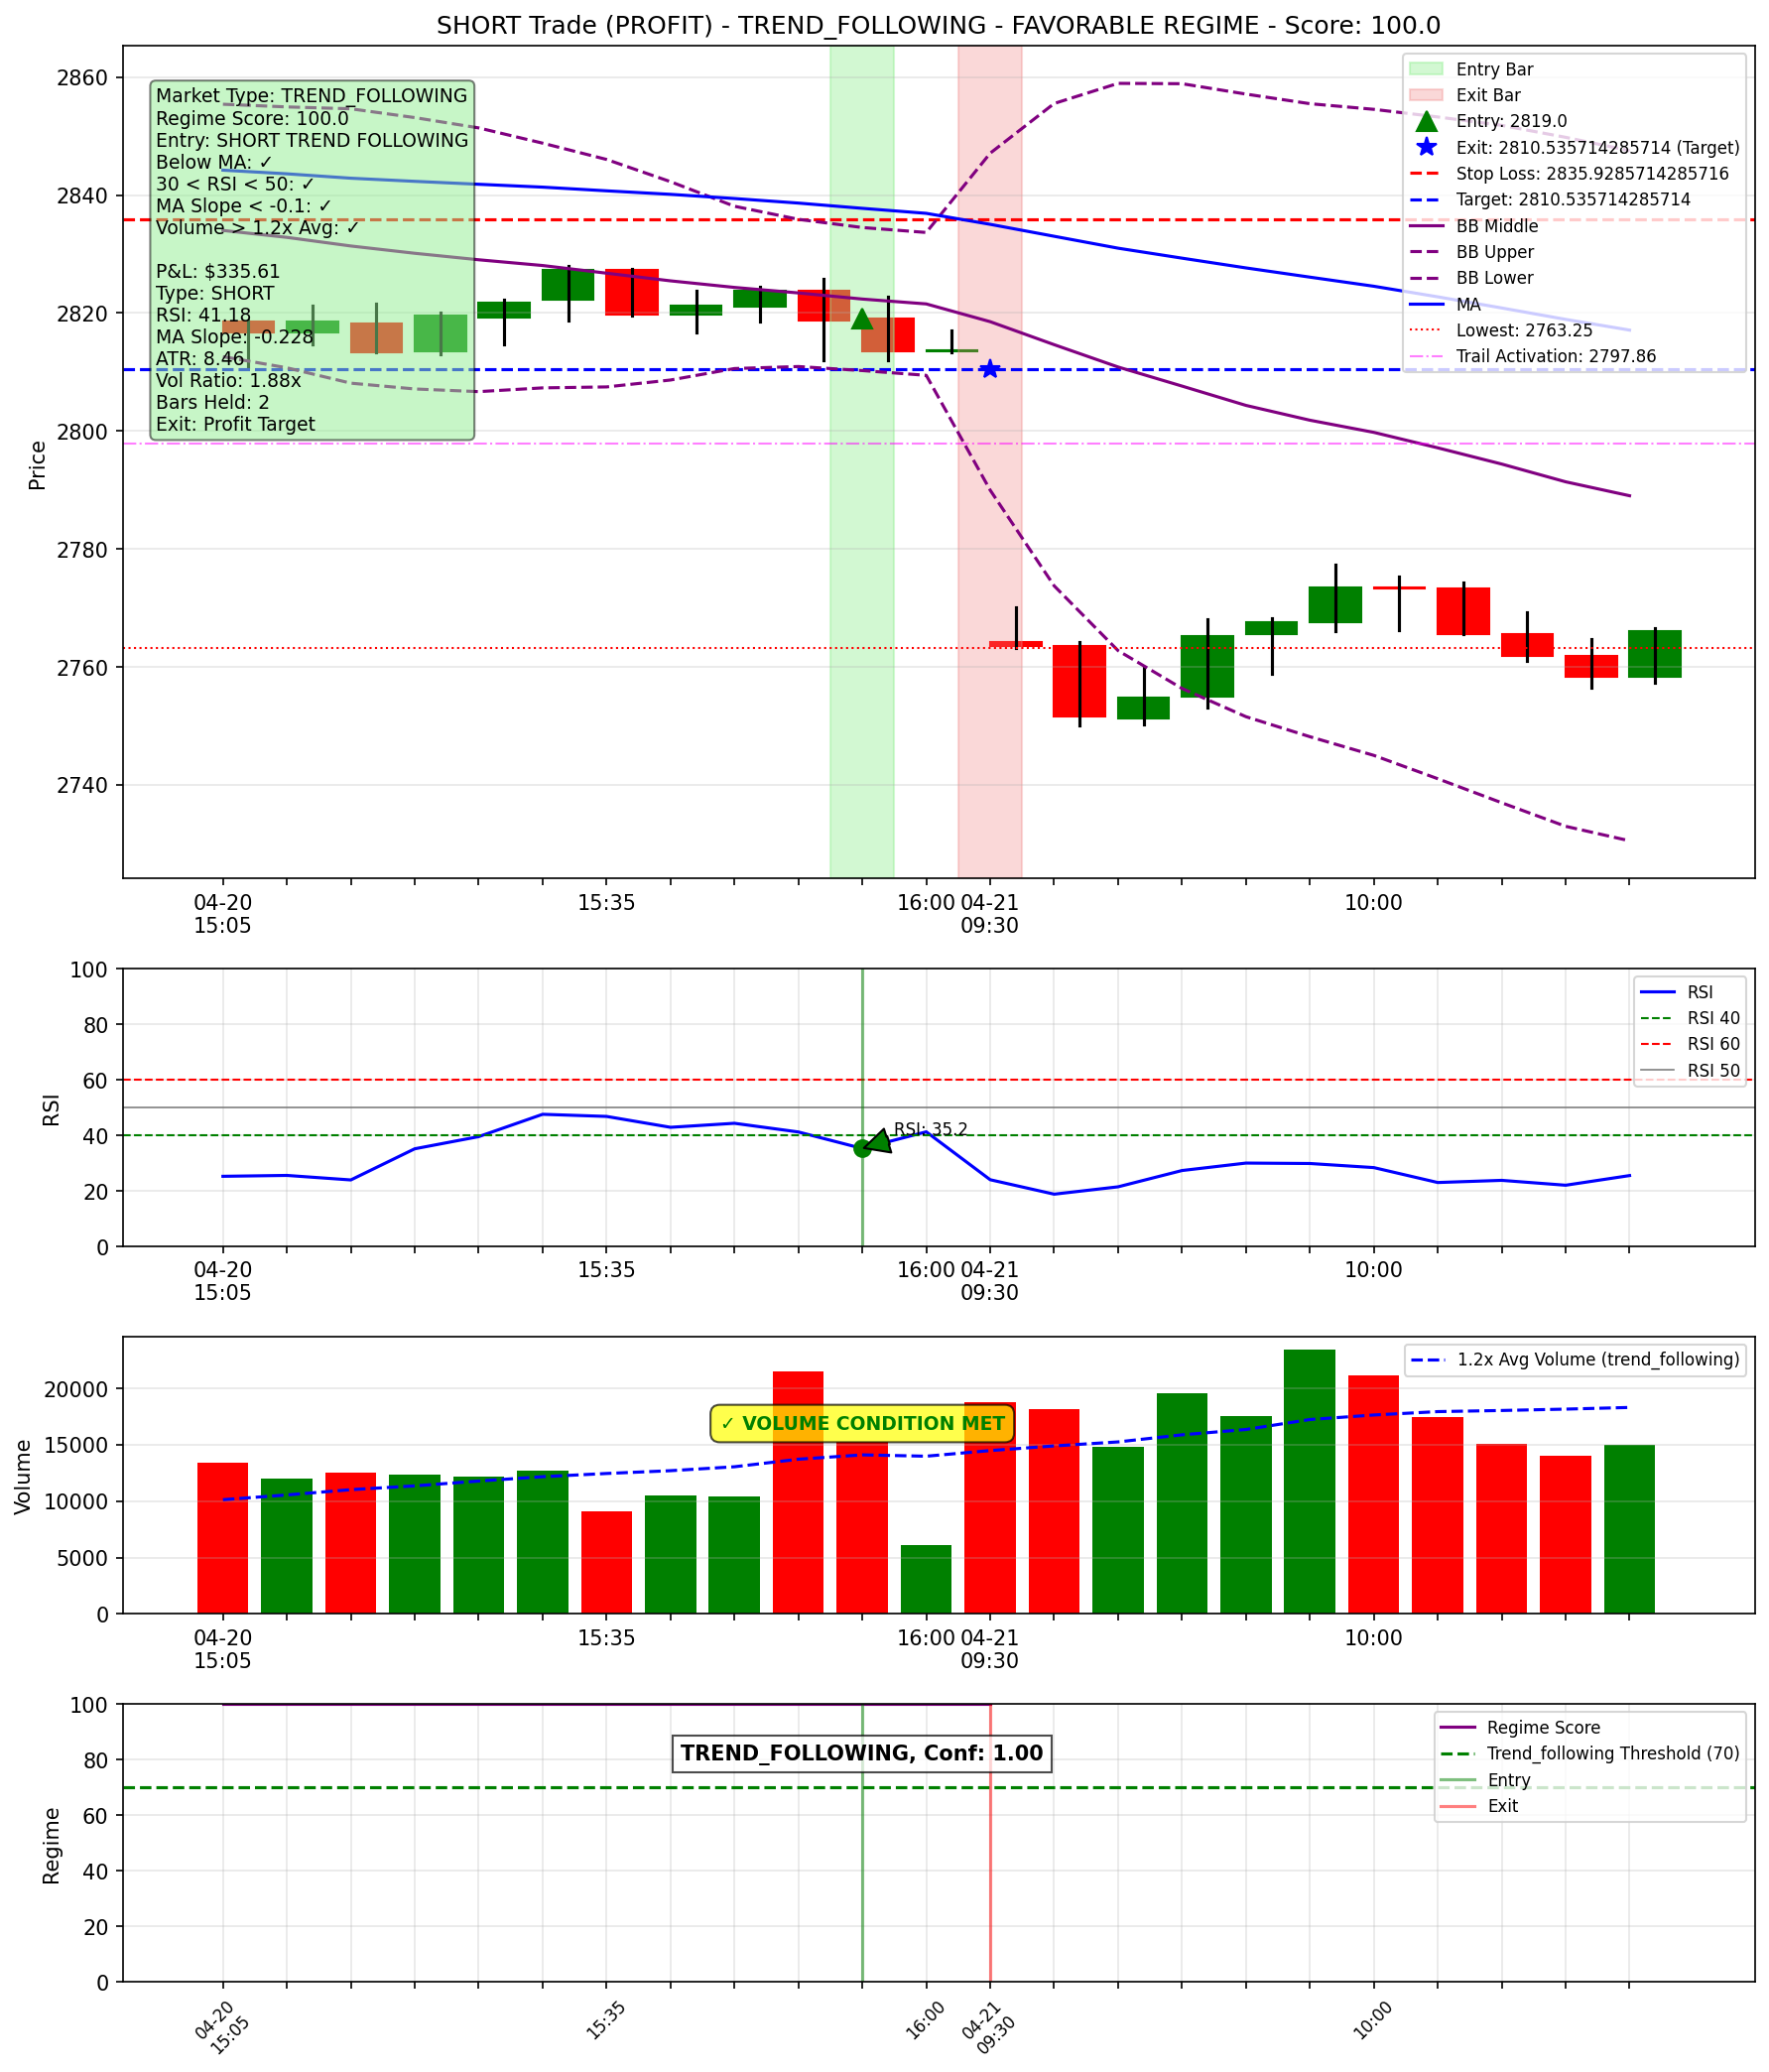 SHORT Trade (PROFIT) - TREND_FOLLOWING - FAVORABLE REGIME - Score: 100.0
Market Type: TREND_FOLLOWING
Regime Score: 100.0
Entry: SHORT TREND FOLLOWING
Below MA: ✓
30 < RSI < 50: ✓
MA Slope < -0.1: ✓
Volume > 1.2x Avg: ✓
P&L: $335.61
Type: SHORT
RSI: 41.18
MA Slope: -0.228
ATR: 8.46
Vol Ratio: 1.88x
Bars Held: 2
Exit: Profit Target
Entry Bar
Exit Bar
Entry: 2819.0
Exit: 2810.535714285714 (Target)
Stop Loss: 2835.9285714285716
Target: 2810.535714285714
BB Middle
BB Upper
BB Lower
MA
Lowest: 2763.25
Trail Activation: 2797.86
Price
2860
2840
2820
2800
2780
2760
2740
04-20
15:05
15:35
16:00
04-21
09:30
10:00
RSI
100
80
60
40
20
0
RSI: 35.2
RSI
RSI 40
RSI 60
RSI 50
04-20
15:05
15:35
16:00
04-21
09:30
10:00
Volume
20000
15000
10000
5000
0
✓ VOLUME CONDITION MET
1.2x Avg Volume (trend_following)
04-20
15:05
15:35
16:00
04-21
09:30
10:00
Regime
100
80
60
40
20
0
TREND_FOLLOWING, Conf: 1.00
Regime Score
Trend_following Threshold (70)
Entry
Exit
04-20
15:05
15:35
16:00
04-21
09:30
10:00